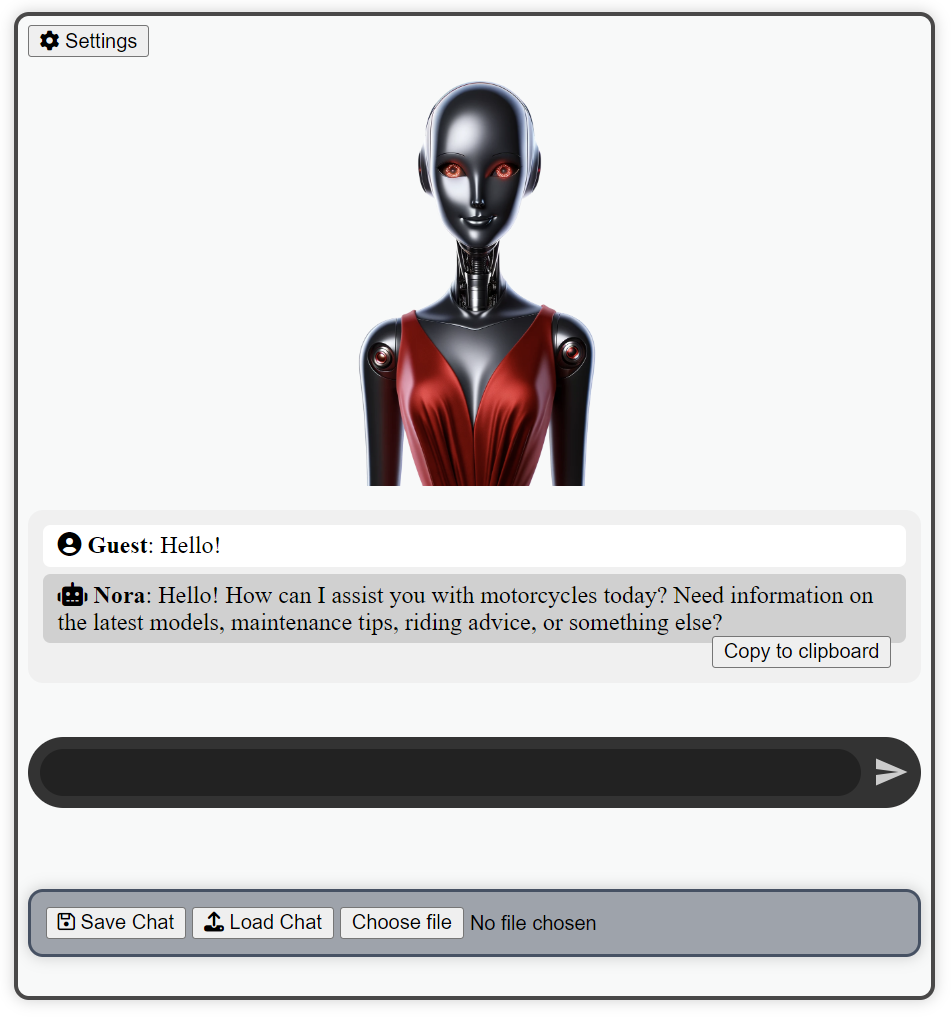 Settings
Guest: Hello!
Nora: Hello! How can I assist you with motorcycles today? Need information on
the latest models, maintenance tips, riding advice, or something else?
Copy to clipboard
Save Chat Load Chat Choose file No file chosen